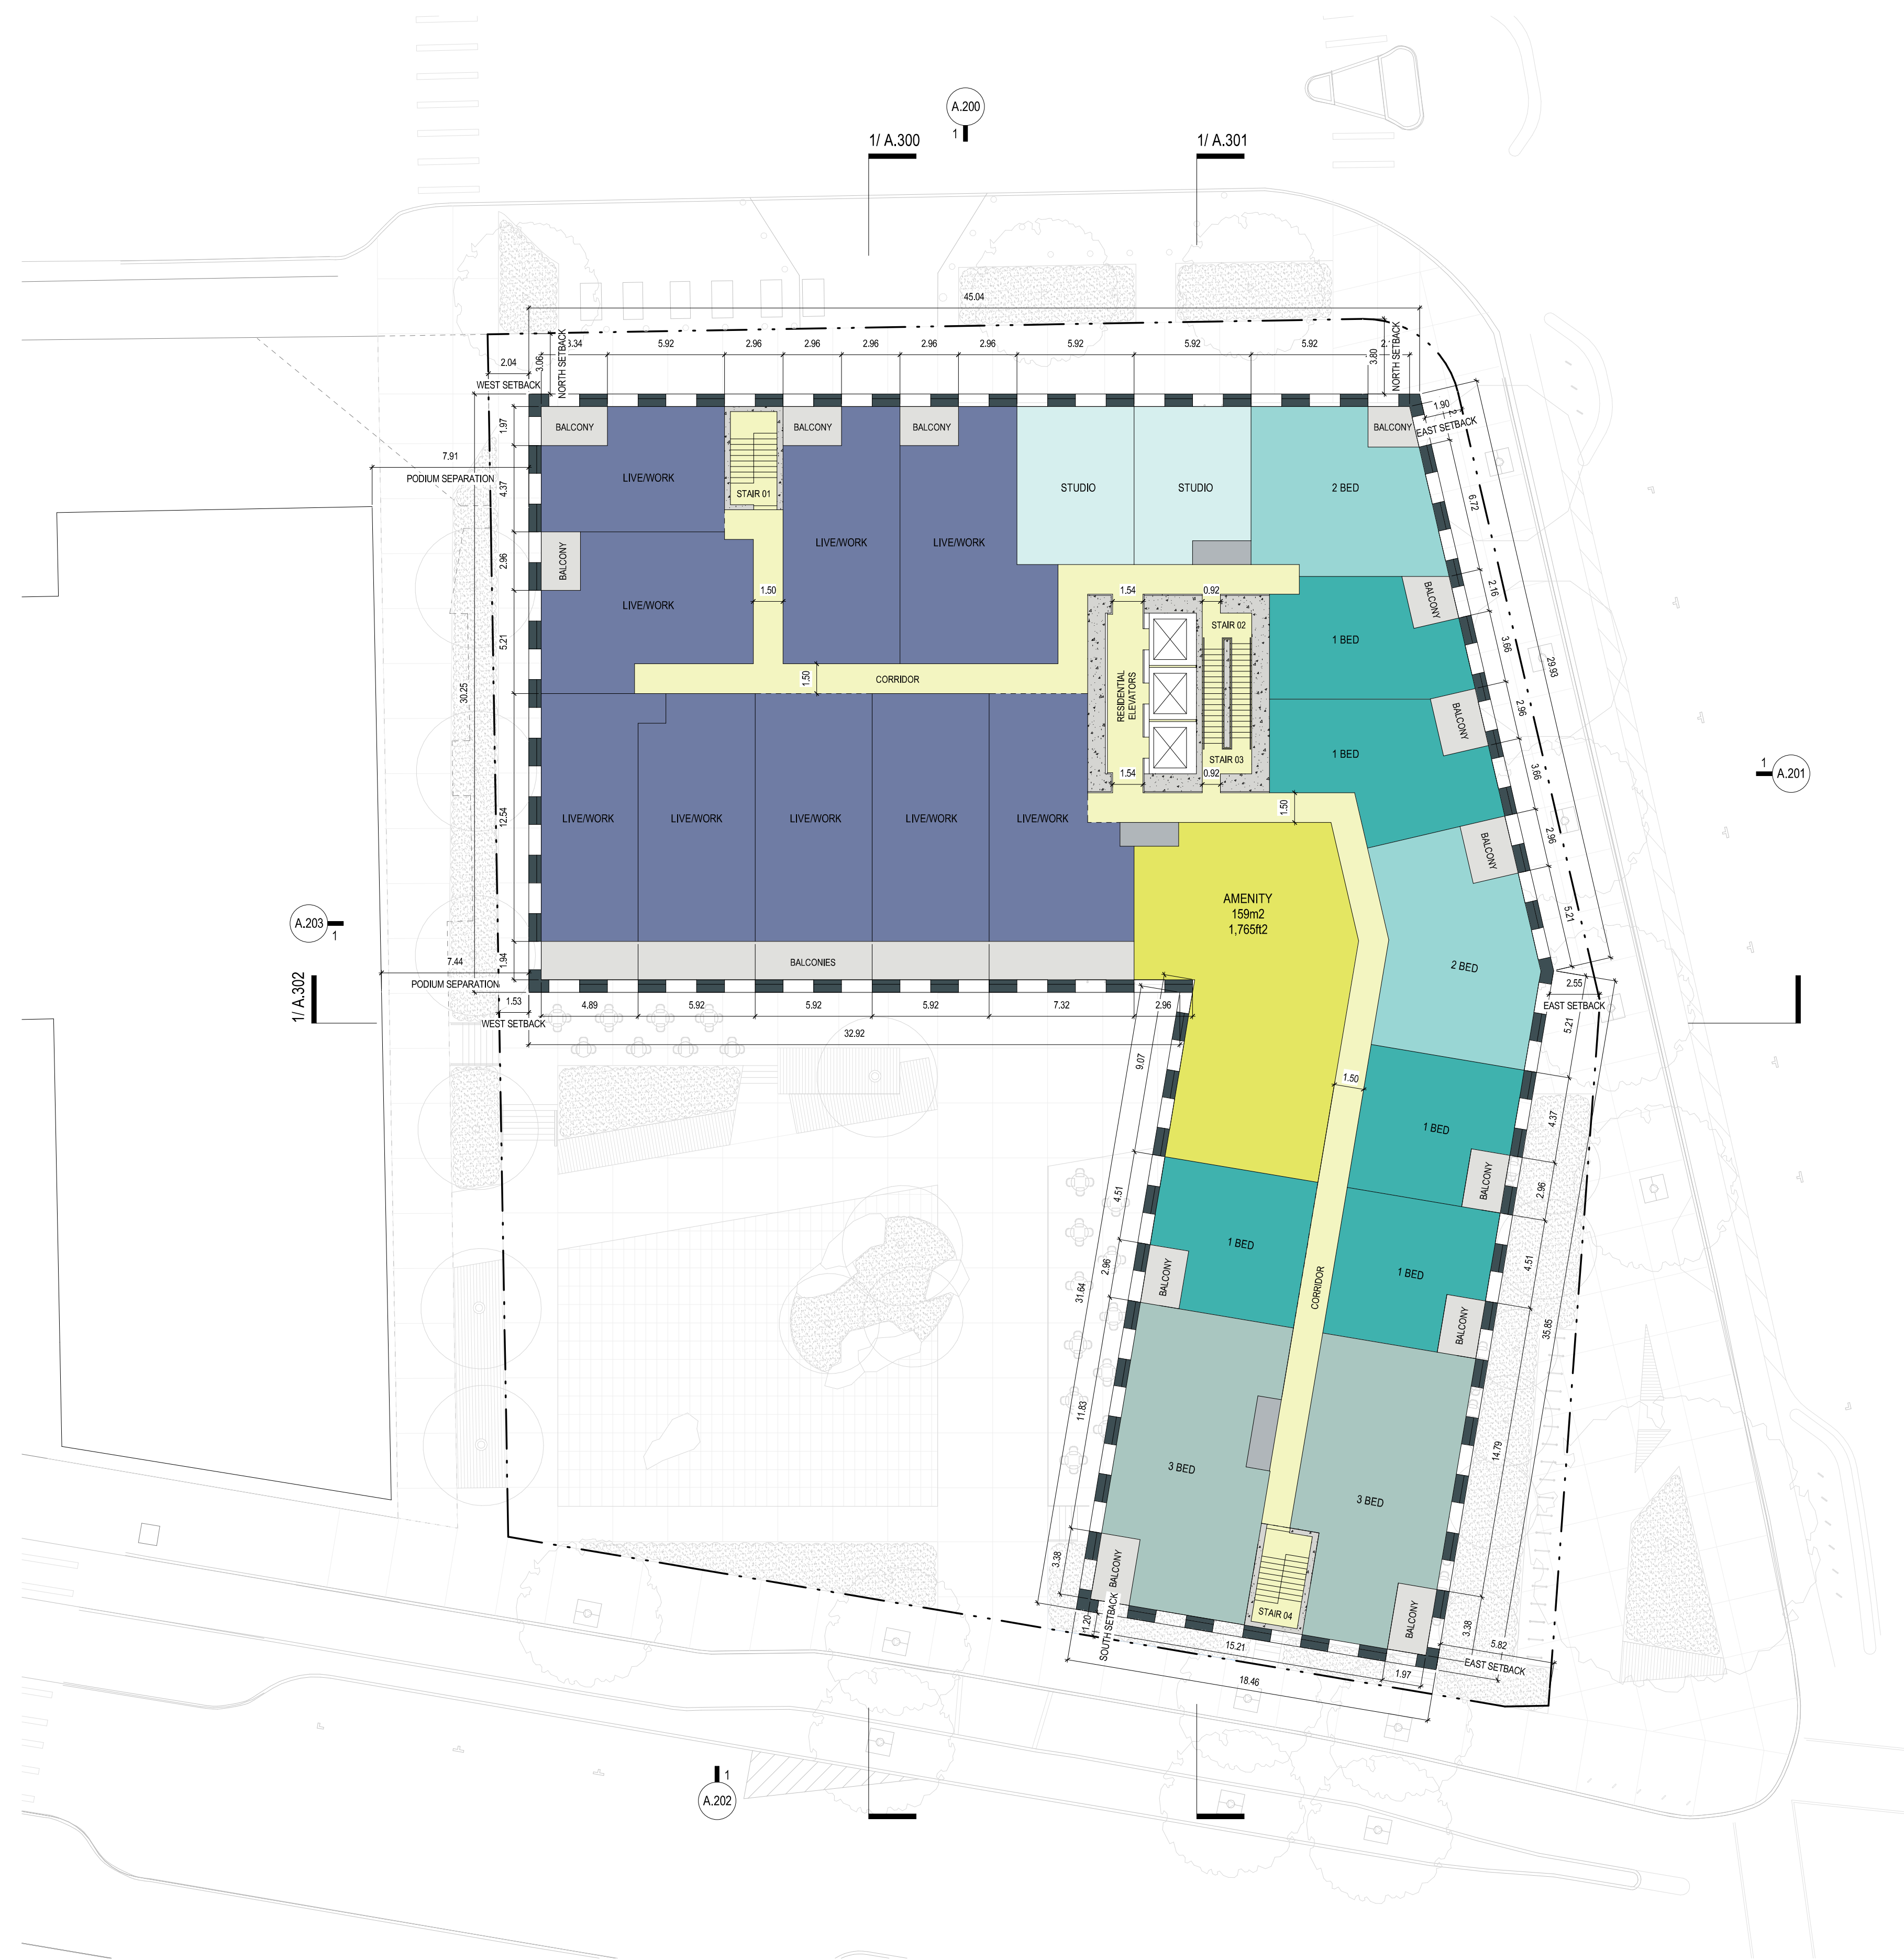 A.200
1
1/ A.300
1/ A.301
45.04
2.04
3.06
NORTH SETBACK
3.34
5.92
2.96
2.96
2.96
2.96
2.96
5.92
5.92
5.92
3.80
NORTH SETBACK
WEST SETBACK
1.90
EAST SETBACK
1.97
BALCONY
BALCONY
BALCONY
BALCONY
7.91
PODIUM SEPARATION
4.37
LIVE/WORK
STAIR 01
STUDIO
STUDIO
2 BED
6.72
LIVE/WORK
LIVE/WORK
2.96
BALCONY
1.50
1.54
0.92
BALCONY
2.16
LIVE/WORK
STAIR 02
1 BED
3.66
5.21
29.93
1.50
CORRIDOR
RESIDENTIAL
ELEVATORS
30.25
BALCONY
2.96
1 BED
STAIR 03
1.54
0.92
3.66
1
A.201
1.50
12.54
LIVE/WORK
LIVE/WORK
LIVE/WORK
LIVE/WORK
LIVE/WORK
BALCONY
2.96
AMENITY
159m2
1,765ft2
5.21
A.203
1
7.44
1.94
BALCONIES
2 BED
PODIUM SEPARATION
1/ A.302
1.53
WEST SETBACK
4.89
5.92
5.92
5.92
7.32
2.96
2.55
EAST SETBACK
32.92
5.21
9.07
1.50
4.37
1 BED
BALCONY
2.96
4.51
1 BED
1 BED
BALCONY
2.96
CORRIDOR
4.51
31.64
BALCONY
35.85
11.83
14.79
3 BED
3 BED
3.38
BALCONY
STAIR 04
BALCONY
3.38
1.20
SOUTH SETBACK
15.21
5.82
EAST SETBACK
1.97
18.46
1
A.202